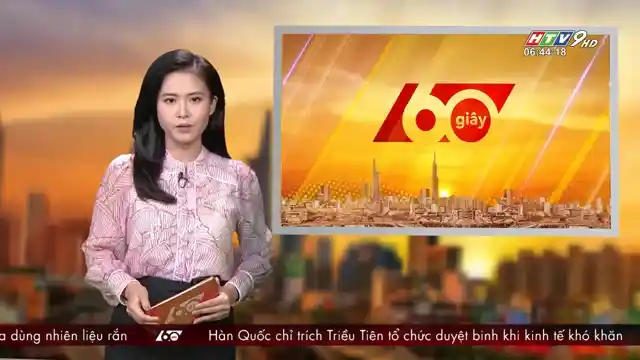 HTV9 HD
06:44:18
60 giây
a dùng nhiên liệu rắn
60 Hàn Quốc chỉ trích Triều Tiên tổ chức duyệt binh khi kinh tế khó khăn